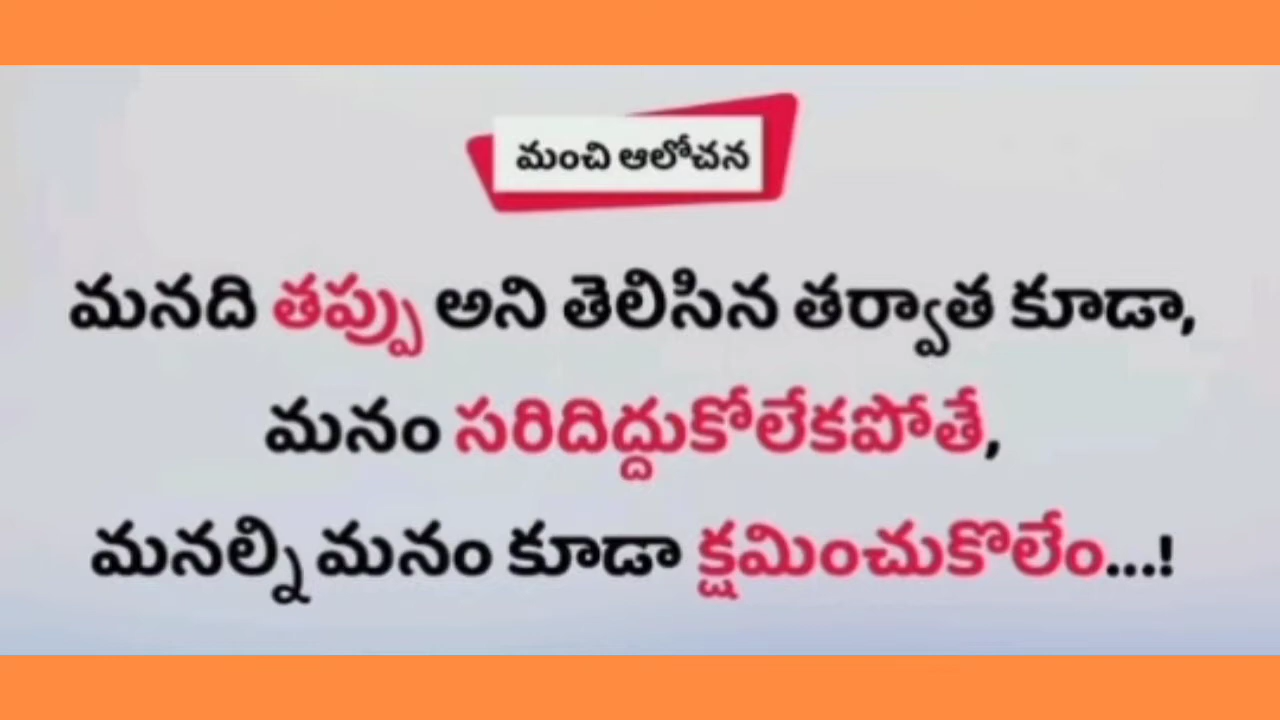 మంచి ఆలోచన
మనది తప్పు అని తెలిసిన తర్వాత కూడా,
మనం సరిదిద్దుకోలేకపోతే,
మనల్ని మనం కూడా క్షమించుకొలేం...!